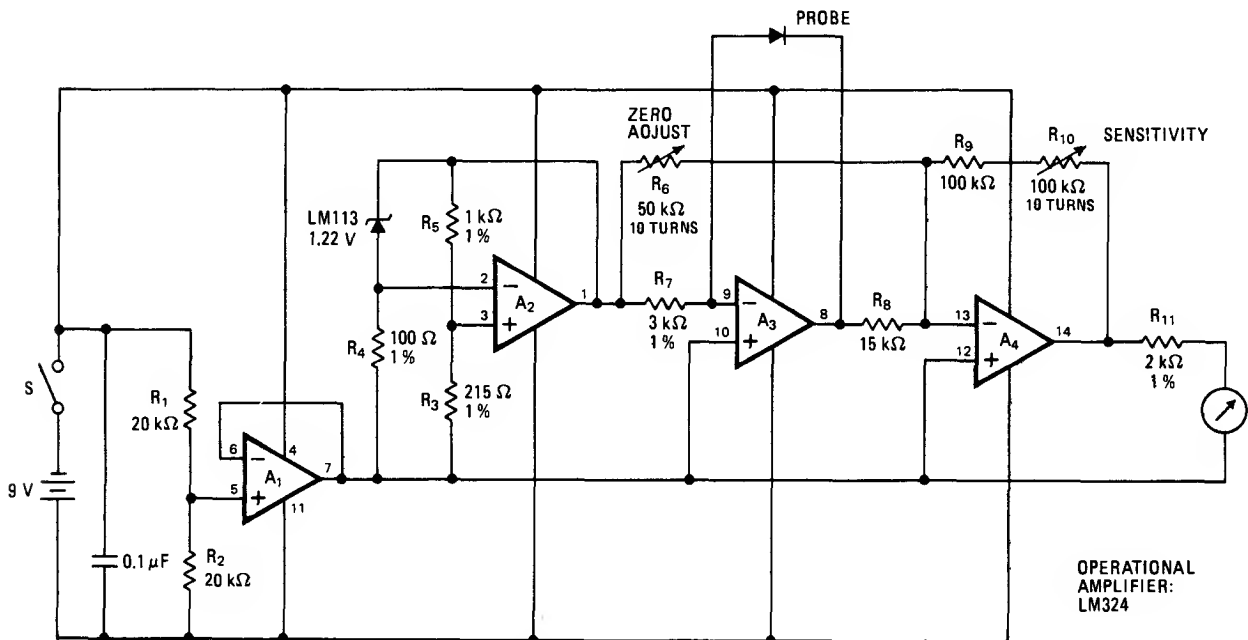 PROBE
ZERO
AOJUST
R6
50 kΩ
10 TURNS
R9
100 kΩ
R10
100 kΩ
10 TURNS
SENSITIVITY
LM113
1.22 V
R5
1 kΩ
1 %
2
3
A2
1
R7
3 kΩ
1 %
9
10
A3
8
R8
15 kΩ
13
12
A4
14
R11
2 kΩ
1 %
R4
100 Ω
1 %
R3
215 Ω
1 %
S
9 V
R1
20 kΩ
6
5
A1
4
7
11
0.1 μF
R2
20 kΩ
OPERATIONAL
AMPLIFIER:
LM324